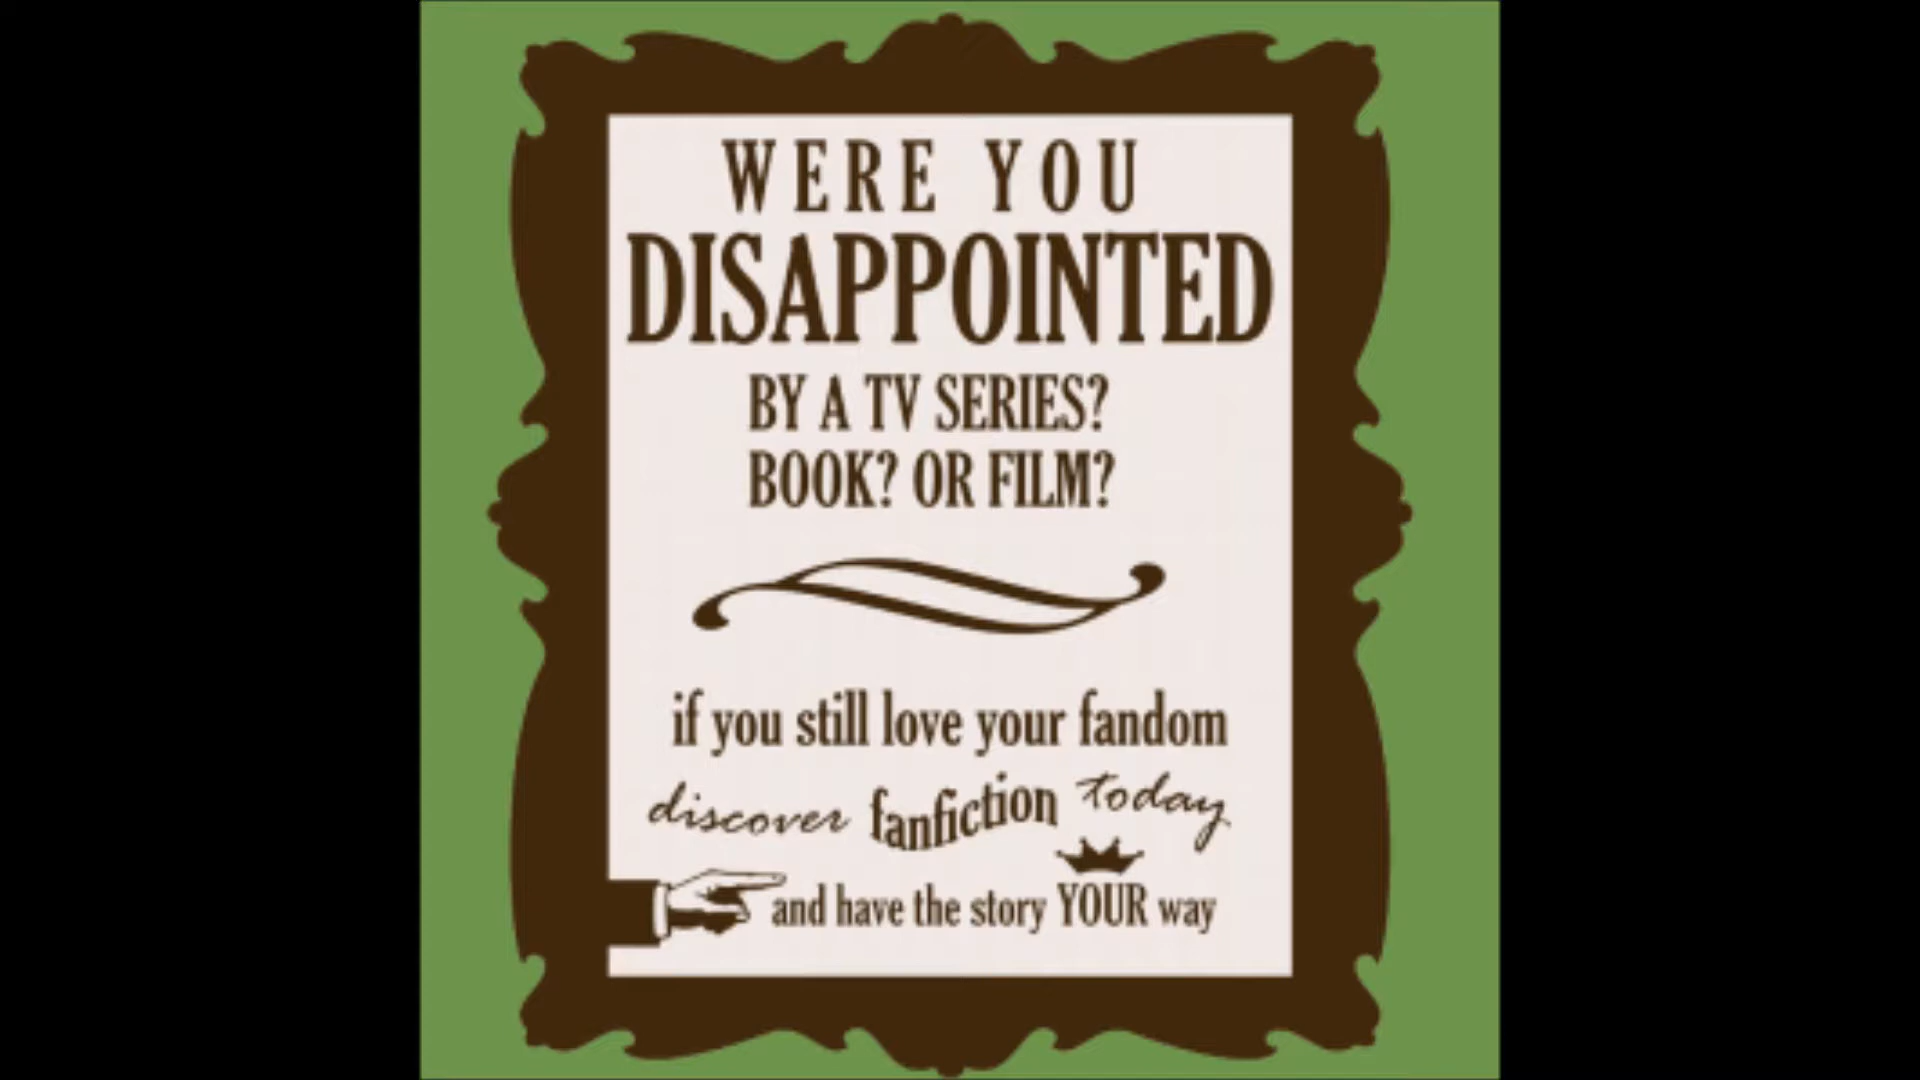 WERE YOU
DISAPPOINTED
BY A TV SERIES?
BOOK? OR FILM?
if you still love your fandom
discover fanfiction today
and have the story YOUR way